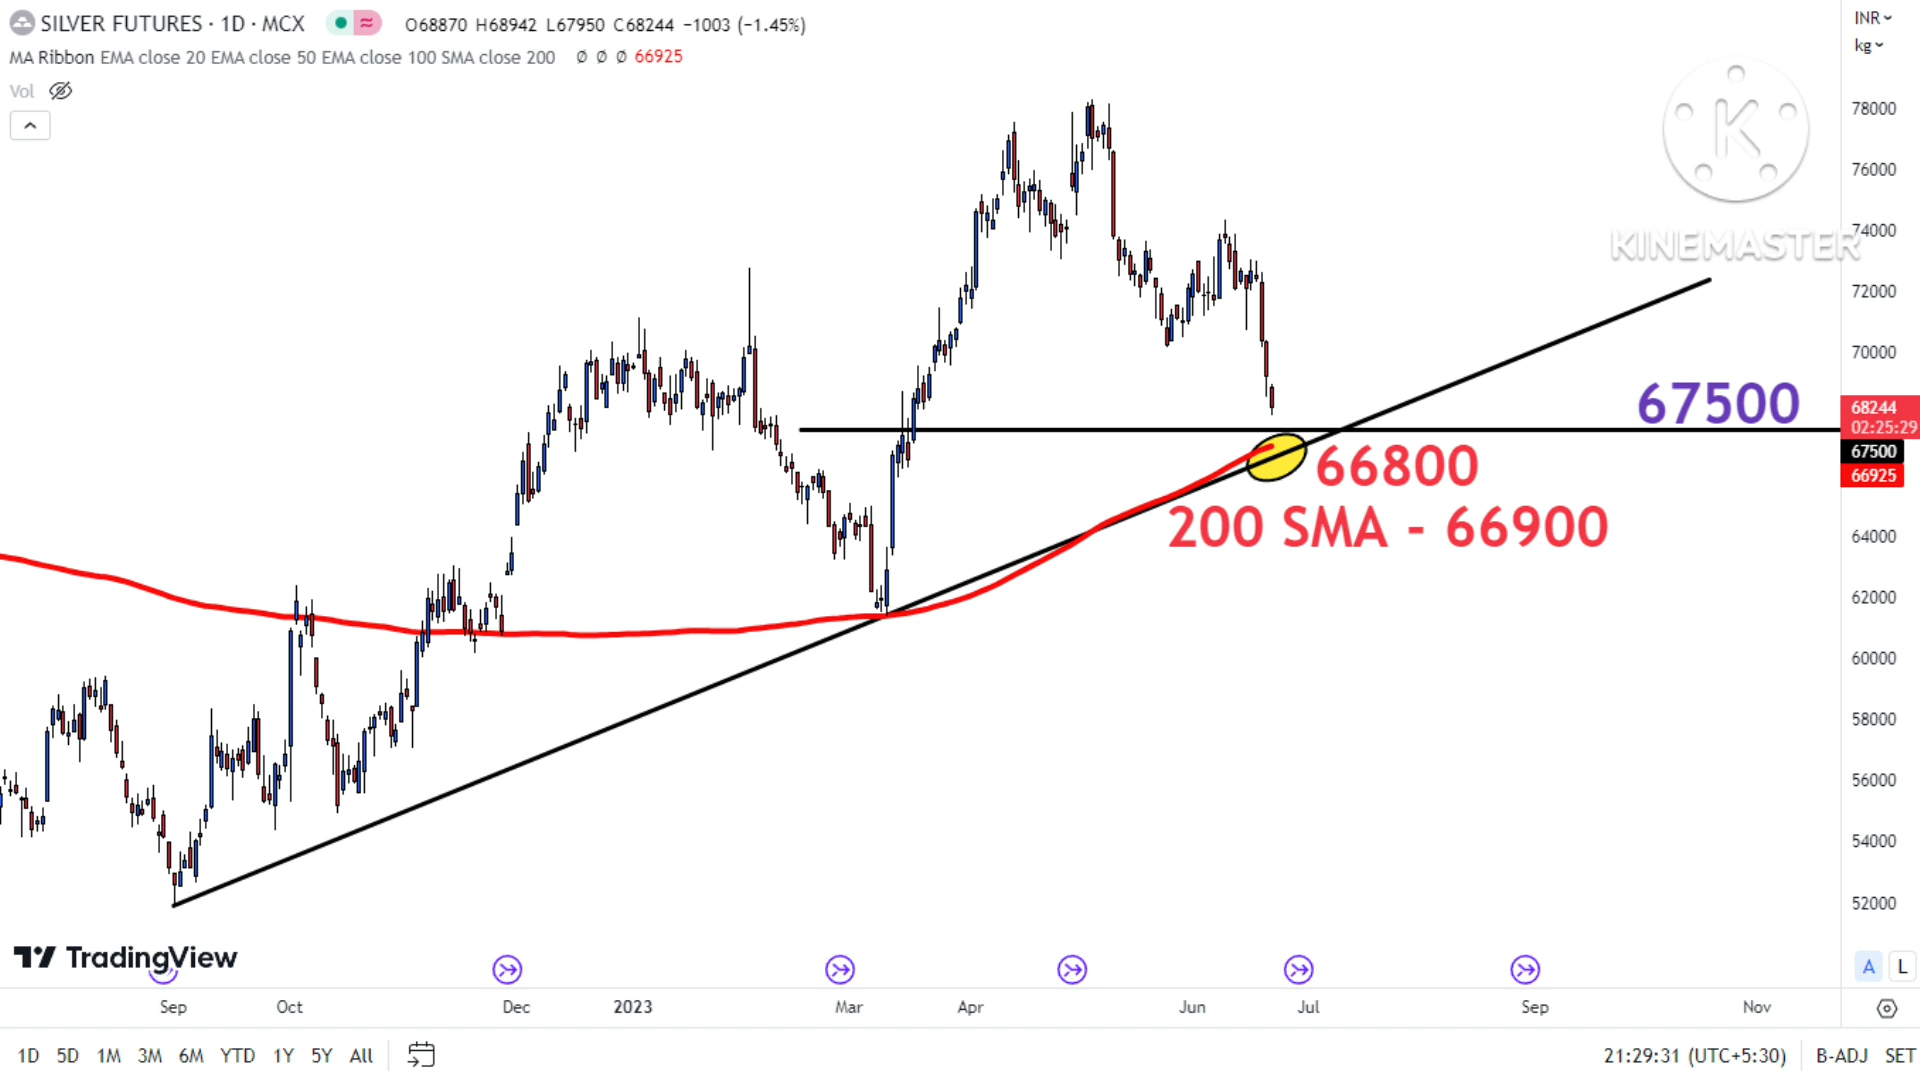 SILVER FUTURES · 1D · MCX O68870 H68942 L67950 C68244 −1003 (−1.45%)
MA Ribbon EMA close 20 EMA close 50 EMA close 100 SMA close 200 Ø Ø Ø 66925
Vol
INR
kg
K
KINEMASTER
78000
76000
74000
72000
70000
67500
68244
02:25:29
67500
66925
66800
200 SMA - 66900
64000
62000
60000
58000
56000
54000
52000
TradingView
A L
Sep Oct Dec 2023 Mar Apr Jun Jul Sep Nov
1D 5D 1M 3M 6M YTD 1Y 5Y All 21:29:31 (UTC+5:30) B-ADJ SET